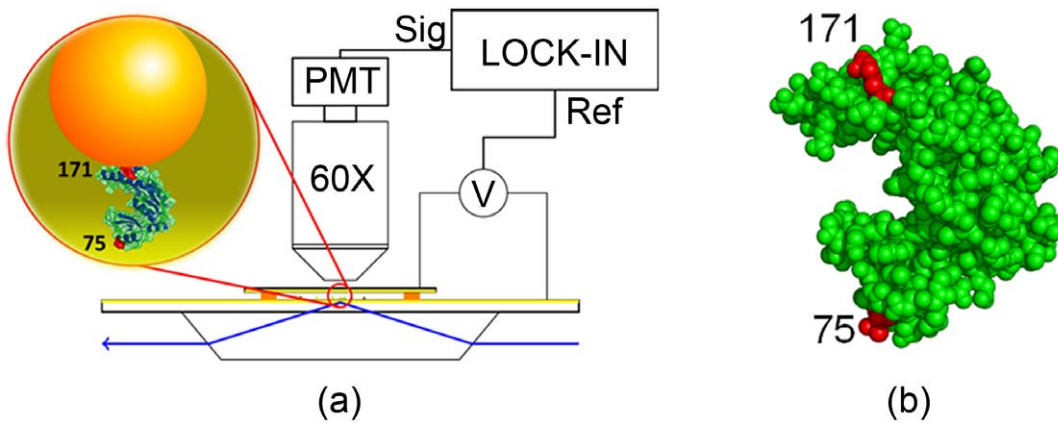 Sig
LOCK-IN
PMT
Ref
60X
V
171
75
(a)
171
75
(b)